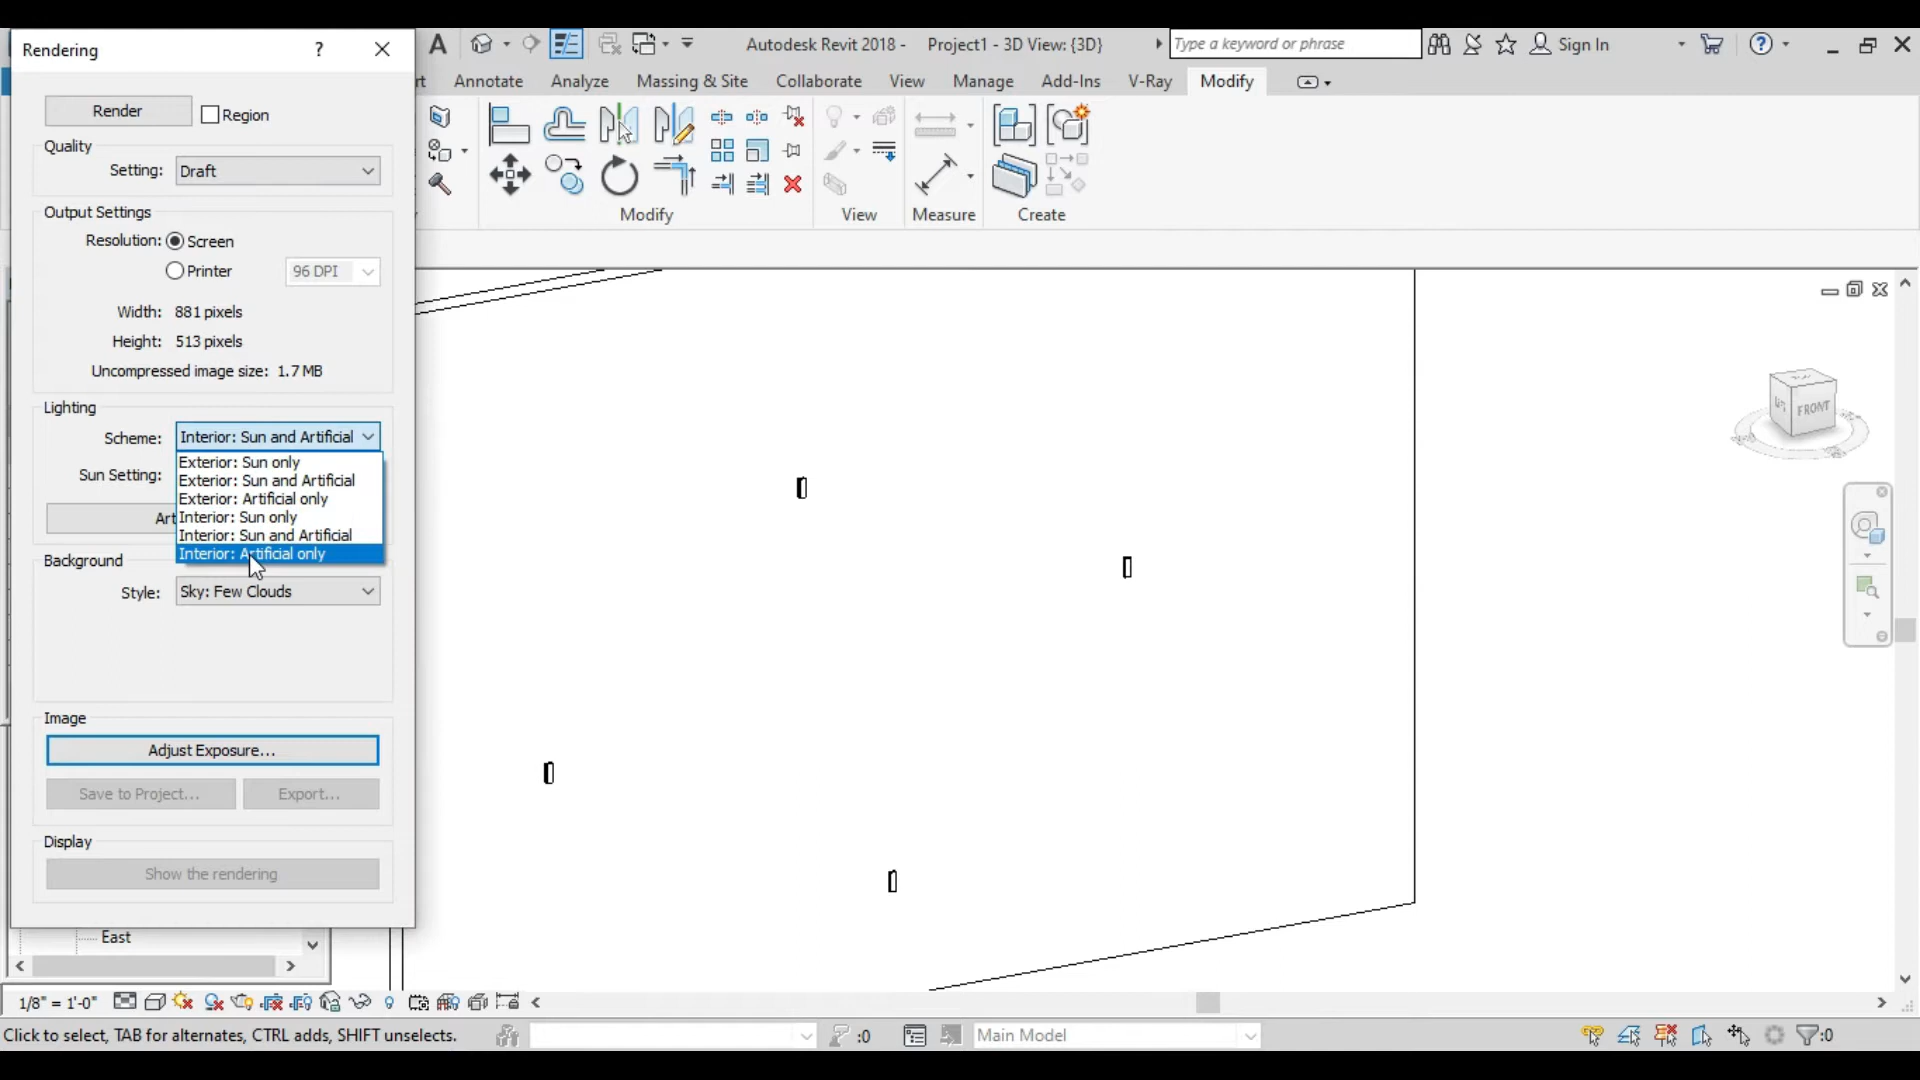 Rendering
?
Autodesk Revit 2018 - Project1 - 3D View: {3D}
Type a keyword or phrase
Sign In
Annotate Analyze Massing & Site Collaborate View Manage Add-Ins V-Ray Modify
Render
Region
Quality
Setting: Draft
Modify
View
Measure
Create
Output Settings
Resolution: Screen
Printer 96 DPI
Width: 881 pixels
Height: 513 pixels
Uncompressed image size: 1.7 MB
Lighting
Scheme: Interior: Sun and Artificial
Exterior: Sun only
Sun Setting:
Exterior: Sun and Artificial
Exterior: Artificial only
Interior: Sun only
Interior: Sun and Artificial
Interior: Artificial only
Background
Style: Sky: Few Clouds
FRONT
Image
Adjust Exposure...
Save to Project... Export...
Display
Show the rendering
East
1/8" = 1'-0"
Click to select, TAB for alternates, CTRL adds, SHIFT unselects.
:0
Main Model
:0